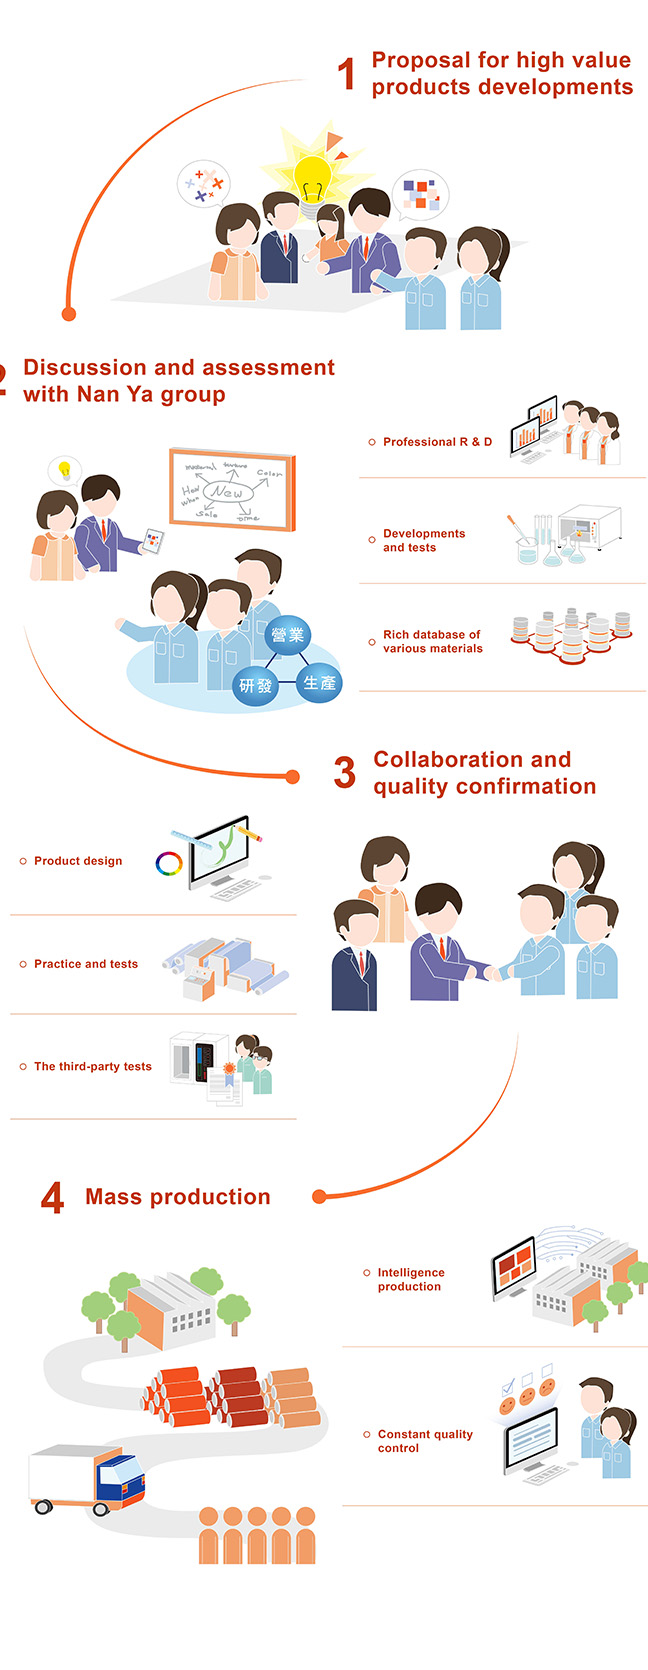 1
Proposal for high value
products developments
2
Discussion and assessment
with Nan Ya group
Color
How
when
New
Sale
time
營業
研發
生產
Professional R & D
Developments
and tests
Rich database of
various materials
3
Collaboration and
quality confirmation
Product design
Practice and tests
The third-party tests
4
Mass production
Intelligence
production
Constant quality
control